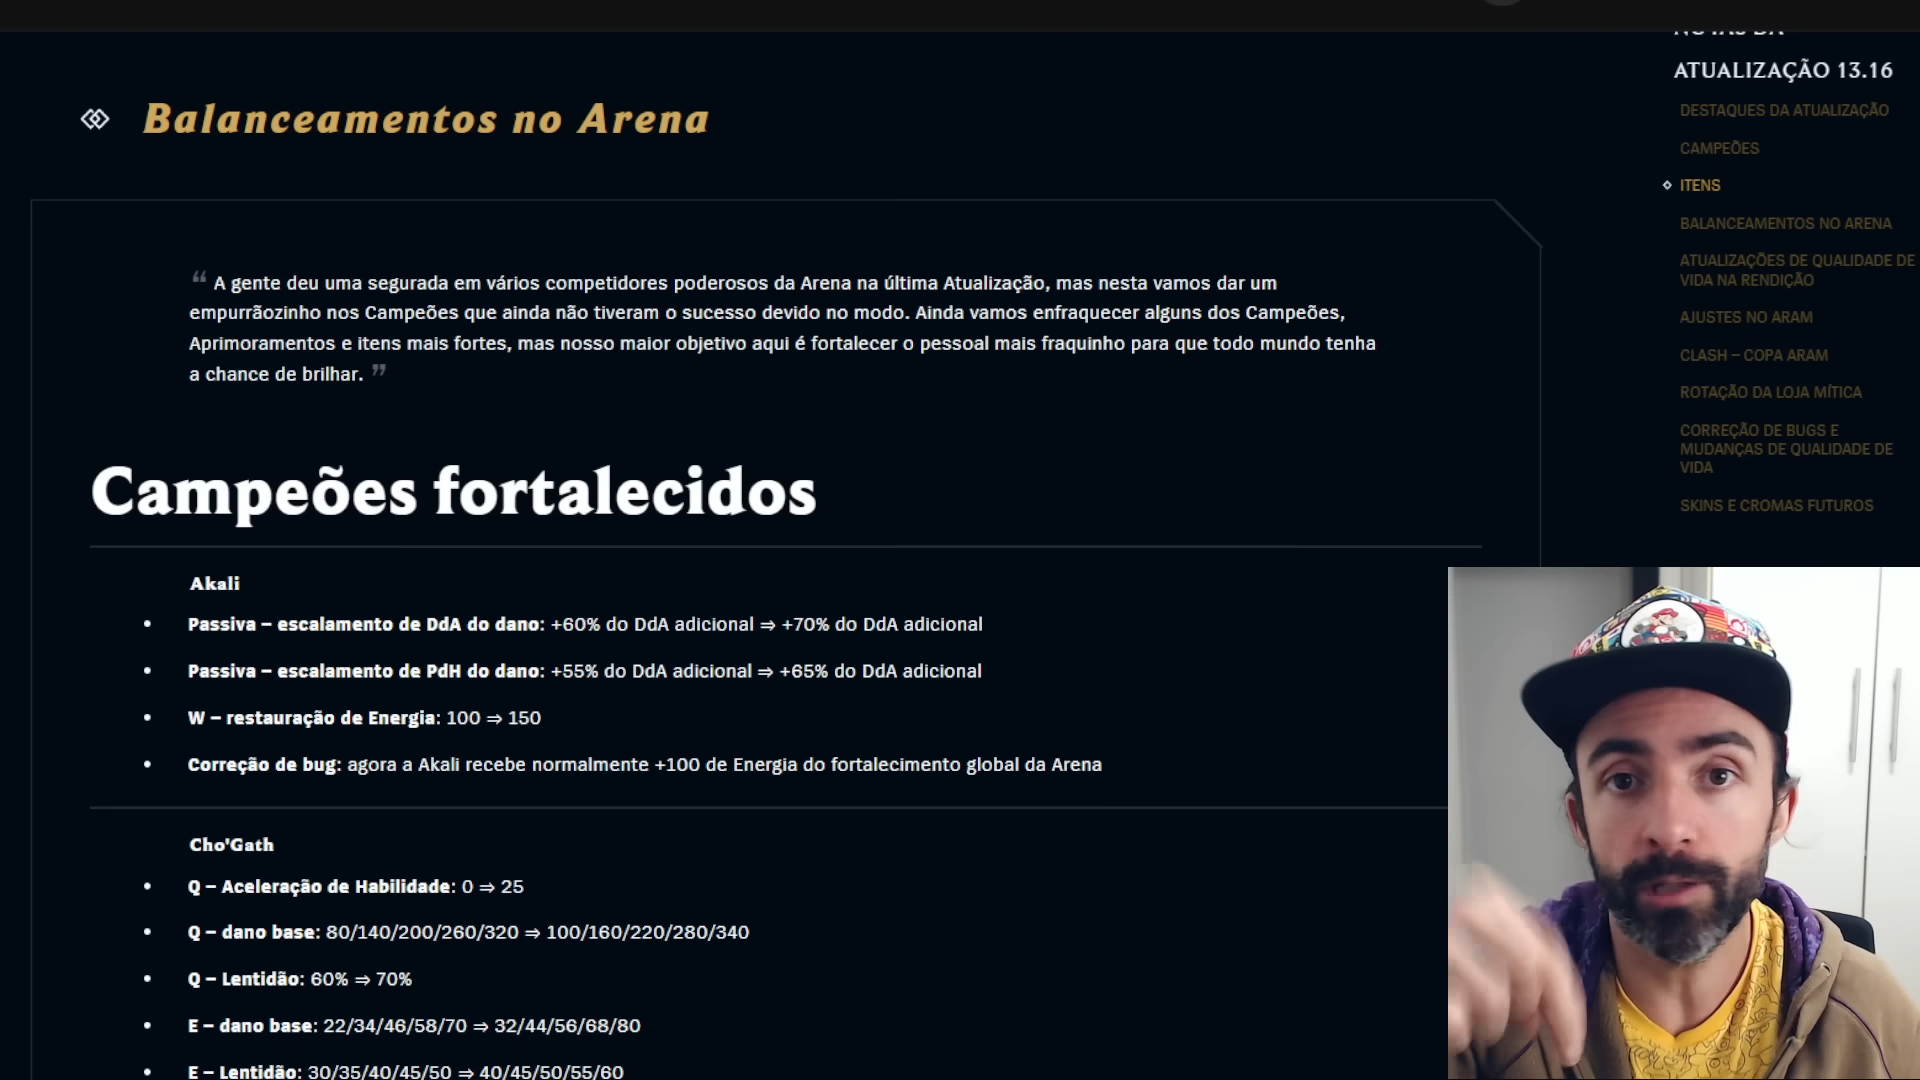 Balanceamentos no Arena
“ A gente deu uma segurada em vários competidores poderosos da Arena na última Atualização, mas nesta vamos dar um
empurrãozinho nos Campeões que ainda não tiveram o sucesso devido no modo. Ainda vamos enfraquecer alguns dos Campeões,
Aprimoramentos e itens mais fortes, mas nosso maior objetivo aqui é fortalecer o pessoal mais fraquinho para que todo mundo tenha
a chance de brilhar. ”
Campeões fortalecidos
Akali
• Passiva – escalamento de DdA do dano: +60% do DdA adicional ⇒ +70% do DdA adicional
• Passiva – escalamento de PdH do dano: +55% do DdA adicional ⇒ +65% do DdA adicional
• W – restauração de Energia: 100 ⇒ 150
• Correção de bug: agora a Akali recebe normalmente +100 de Energia do fortalecimento global da Arena
Cho'Gath
• Q – Aceleração de Habilidade: 0 ⇒ 25
• Q – dano base: 80/140/200/260/320 ⇒ 100/160/220/280/340
• Q – Lentidão: 60% ⇒ 70%
• E – dano base: 22/34/46/58/70 ⇒ 32/44/56/68/80
• E – Lentidão: 30/35/40/45/50 ⇒ 40/45/50/55/60
NOTAS DA
ATUALIZAÇÃO 13.16
DESTAQUES DA ATUALIZAÇÃO
CAMPEÕES
ITENS
BALANCEAMENTOS NO ARENA
ATUALIZAÇÕES DE QUALIDADE DE
VIDA NA RENDIÇÃO
AJUSTES NO ARAM
CLASH – COPA ARAM
ROTAÇÃO DA LOJA MÍTICA
CORREÇÃO DE BUGS E
MUDANÇAS DE QUALIDADE DE
VIDA
SKINS E CROMAS FUTUROS